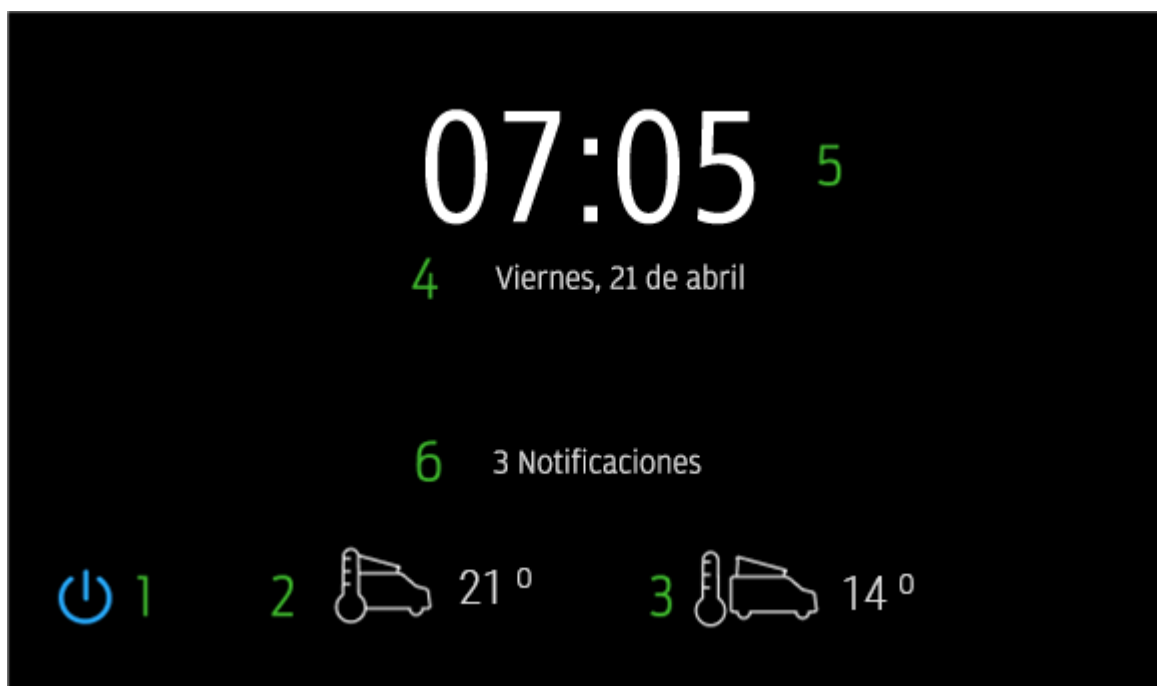 07:05 5
4 Viernes, 21 de abril
6 3 Notificaciones
1 2 21 º 3 14 º